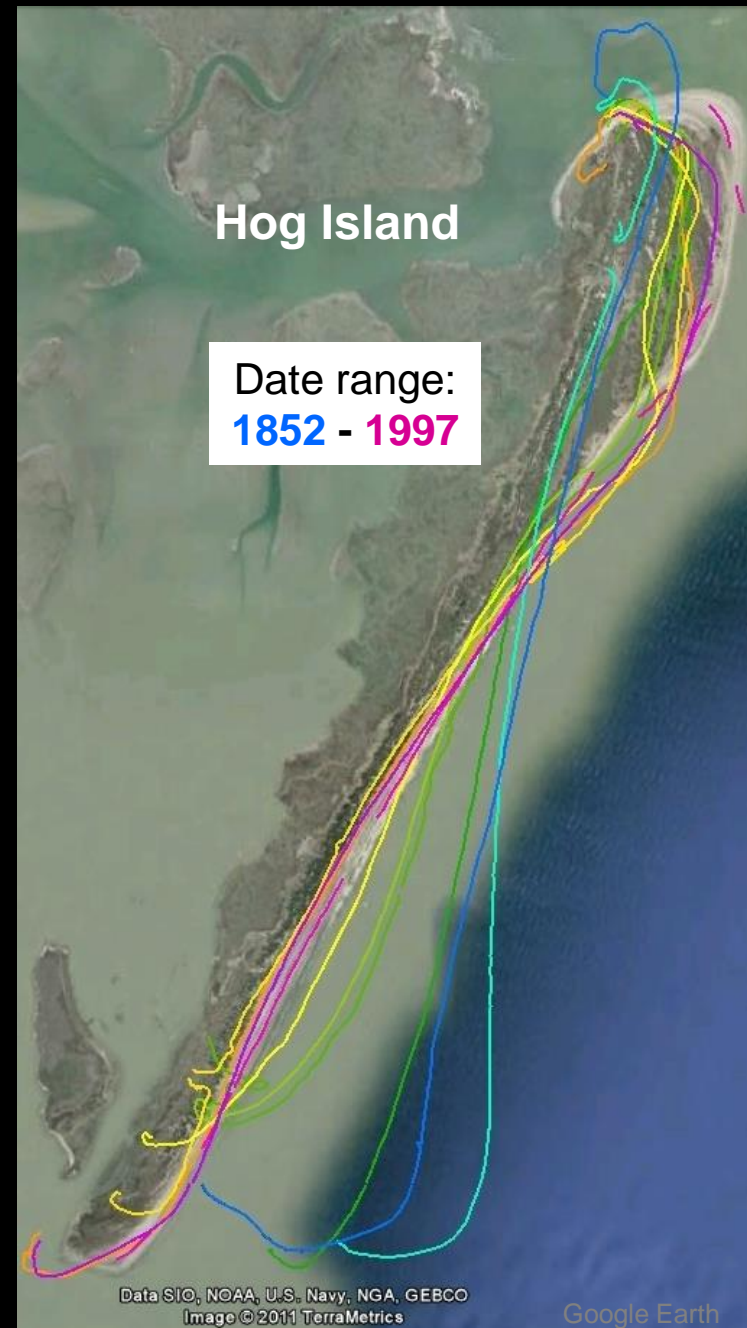 Hog Island
Date range:
1852 - 1997
Data SIO, NOAA, U.S. Navy, NGA, GEBCO
Image © 2011 TerraMetrics
Google Earth